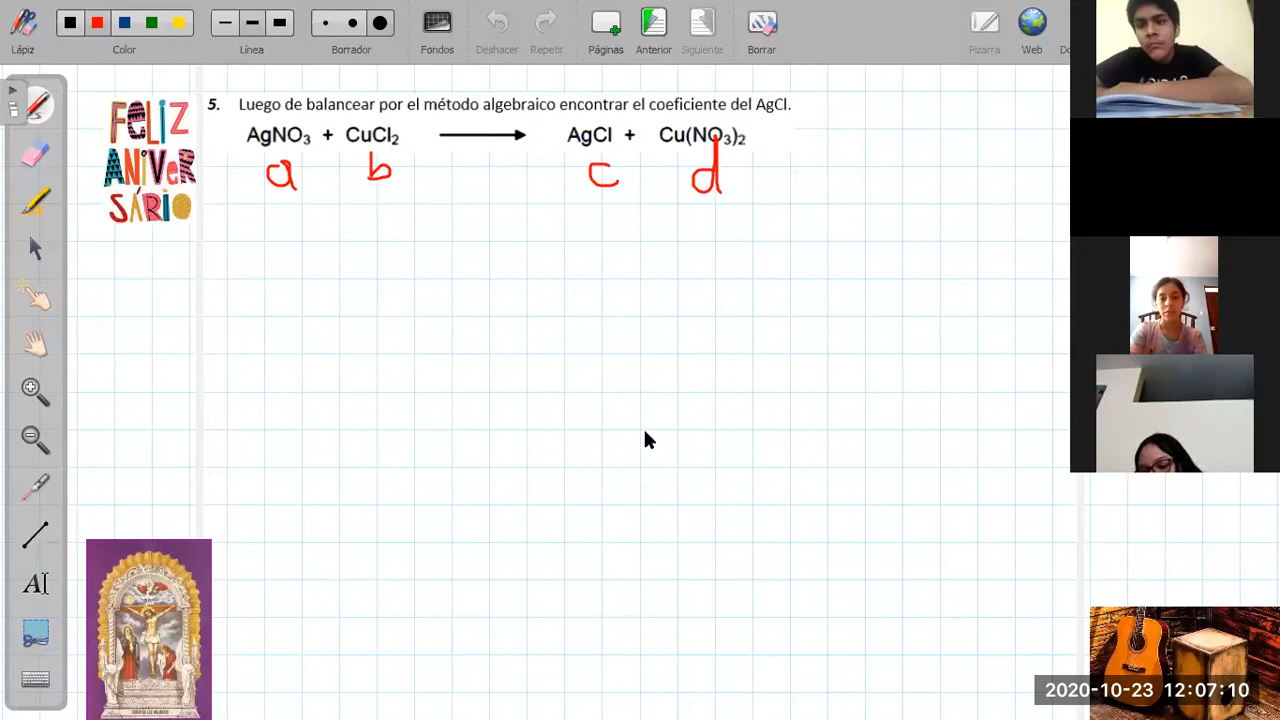 Lápiz
Color
Línea
Borrador
Fondos
Deshacer
Repetir
Páginas
Anterior
Siguiente
Borrar
Pizarra
Web
FELIZ
ANIVER
SÁRIO
5. Luego de balancear por el método algebraico encontrar el coeficiente del AgCl.
AgNO₃ + CuCl₂ ⟶ AgCl + Cu(NO₃)₂
a b c d
AI
2020-10-23 12:07:10